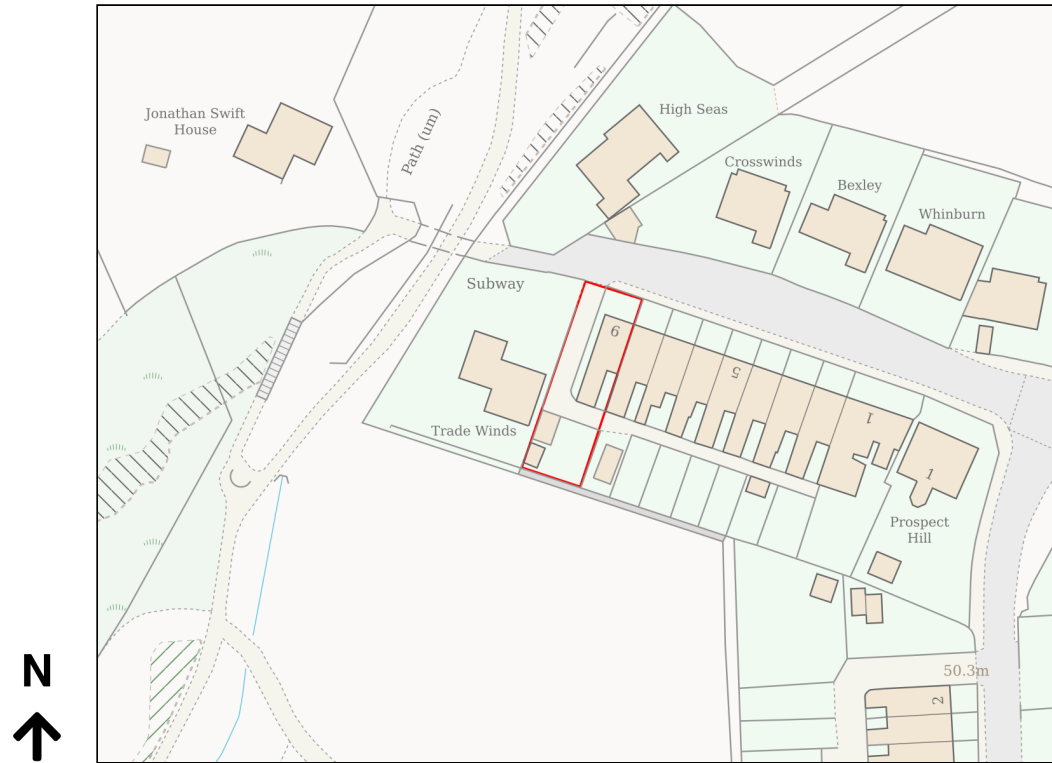 Jonathan Swift
House
Path (um)
High Seas
Crosswinds
Bexley
Whinburn
Subway
9
5
1
Trade Winds
1
Prospect
Hill
50.3m
2
N